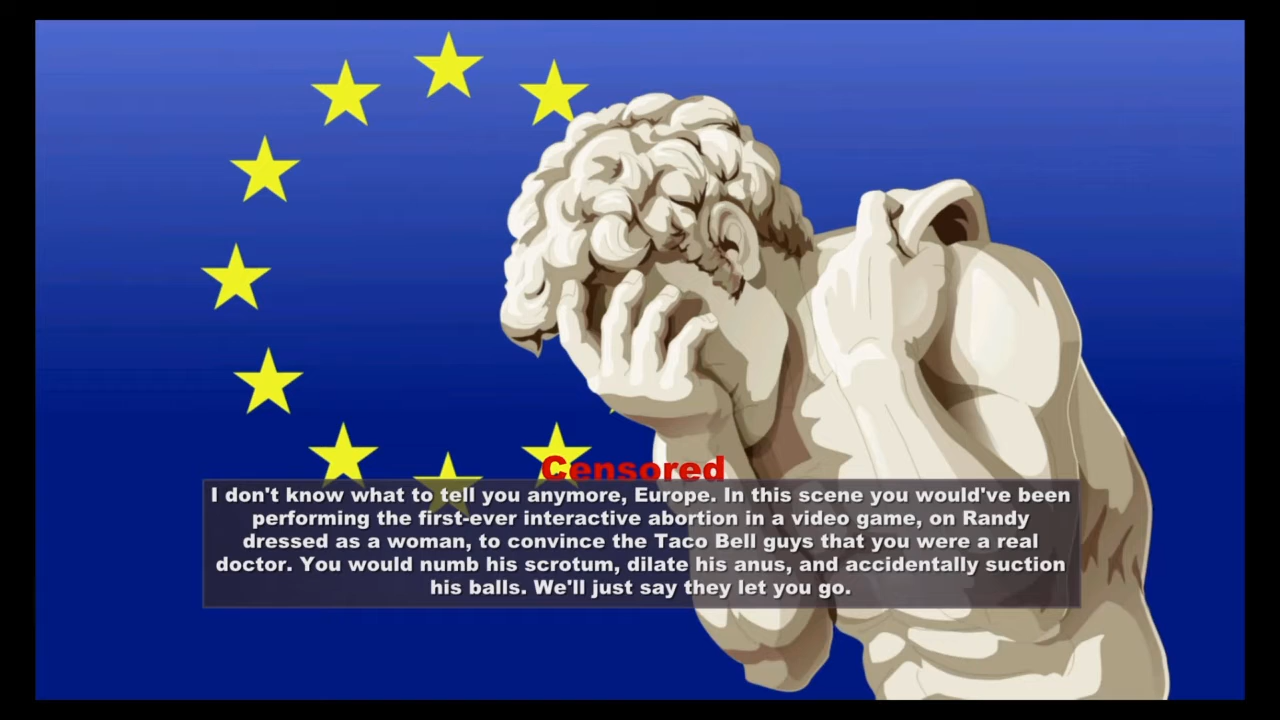 Censored
I don't know what to tell you anymore, Europe. In this scene you would've been
performing the first-ever interactive abortion in a video game, on Randy
dressed as a woman, to convince the Taco Bell guys that you were a real
doctor. You would numb his scrotum, dilate his anus, and accidentally suction
his balls. We'll just say they let you go.